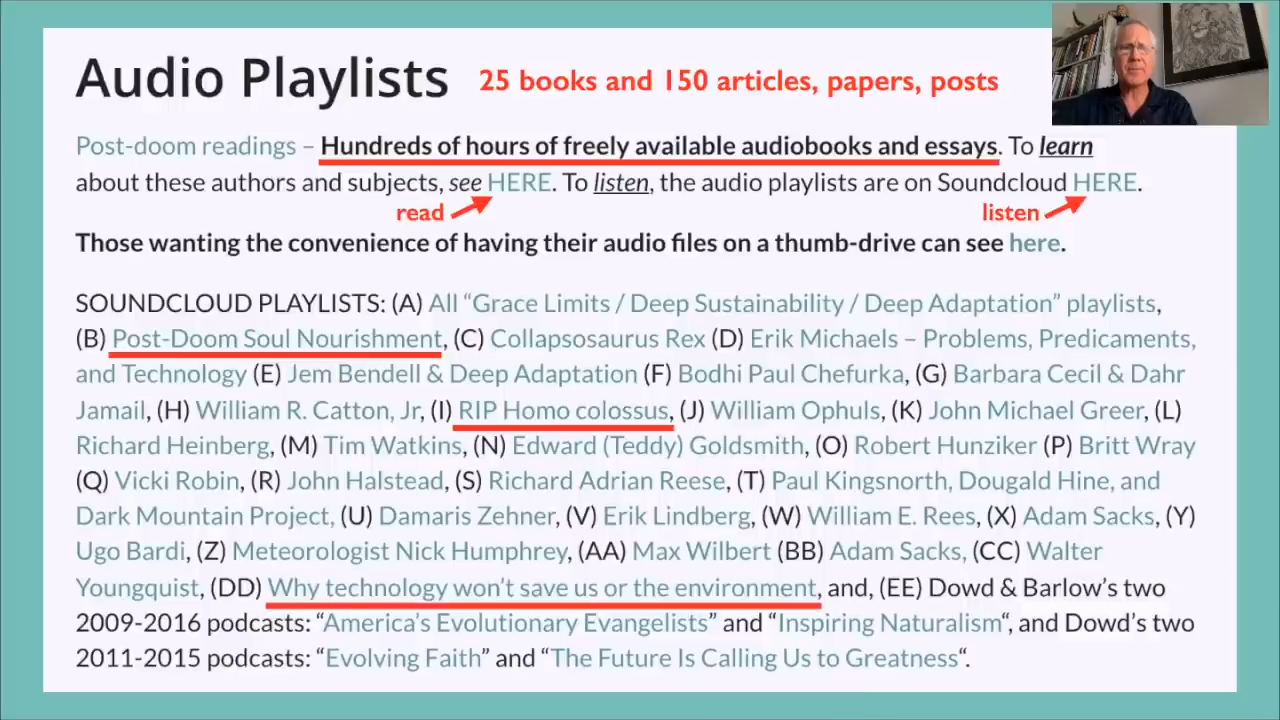 Audio Playlists 25 books and 150 articles, papers, posts
Post-doom readings – Hundreds of hours of freely available audiobooks and essays. To learn
about these authors and subjects, see HERE. To listen, the audio playlists are on Soundcloud HERE.
read listen
Those wanting the convenience of having their audio files on a thumb-drive can see here.
SOUNDCLOUD PLAYLISTS: (A) All “Grace Limits / Deep Sustainability / Deep Adaptation” playlists,
(B) Post-Doom Soul Nourishment, (C) Collapsosaurus Rex (D) Erik Michaels – Problems, Predicaments,
and Technology (E) Jem Bendell & Deep Adaptation (F) Bodhi Paul Chefurka, (G) Barbara Cecil & Dahr
Jamail, (H) William R. Catton, Jr, (I) RIP Homo colossus, (J) William Ophuls, (K) John Michael Greer, (L)
Richard Heinberg, (M) Tim Watkins, (N) Edward (Teddy) Goldsmith, (O) Robert Hunziker (P) Britt Wray
(Q) Vicki Robin, (R) John Halstead, (S) Richard Adrian Reese, (T) Paul Kingsnorth, Dougald Hine, and
Dark Mountain Project, (U) Damaris Zehner, (V) Erik Lindberg, (W) William E. Rees, (X) Adam Sacks, (Y)
Ugo Bardi, (Z) Meteorologist Nick Humphrey, (AA) Max Wilbert (BB) Adam Sacks, (CC) Walter
Youngquist, (DD) Why technology won’t save us or the environment, and, (EE) Dowd & Barlow’s two
2009-2016 podcasts: “America’s Evolutionary Evangelists” and “Inspiring Naturalism“, and Dowd’s two
2011-2015 podcasts: “Evolving Faith” and “The Future Is Calling Us to Greatness“.